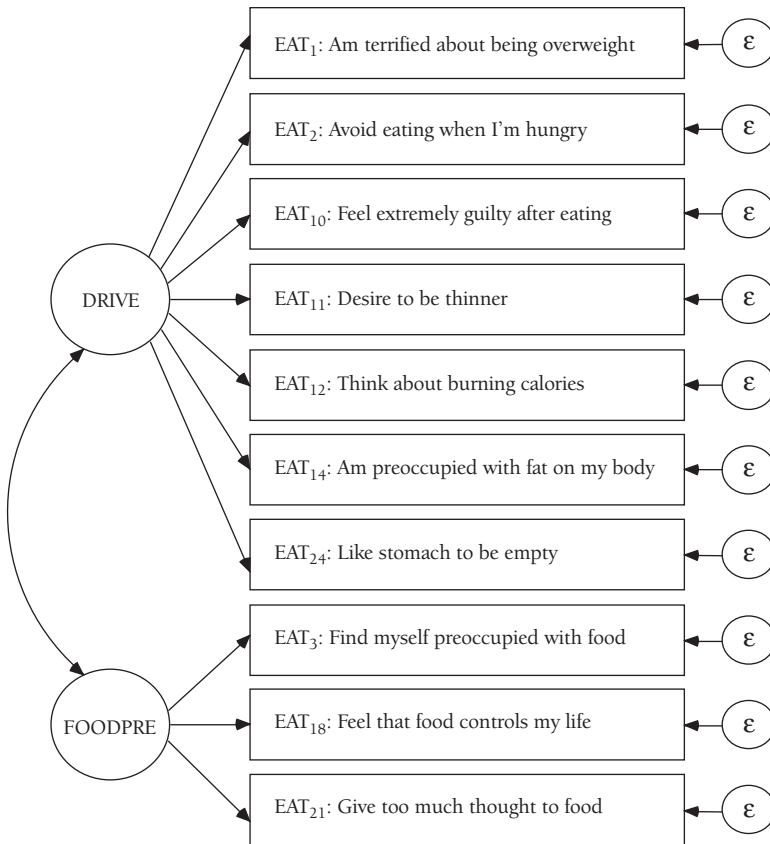 EAT₁: Am terrified about being overweight
ε
EAT₂: Avoid eating when I'm hungry
ε
EAT₁₀: Feel extremely guilty after eating
ε
DRIVE
EAT₁₁: Desire to be thinner
ε
EAT₁₂: Think about burning calories
ε
EAT₁₄: Am preoccupied with fat on my body
ε
EAT₂₄: Like stomach to be empty
ε
EAT₃: Find myself preoccupied with food
ε
FOODPRE
EAT₁₈: Feel that food controls my life
ε
EAT₂₁: Give too much thought to food
ε